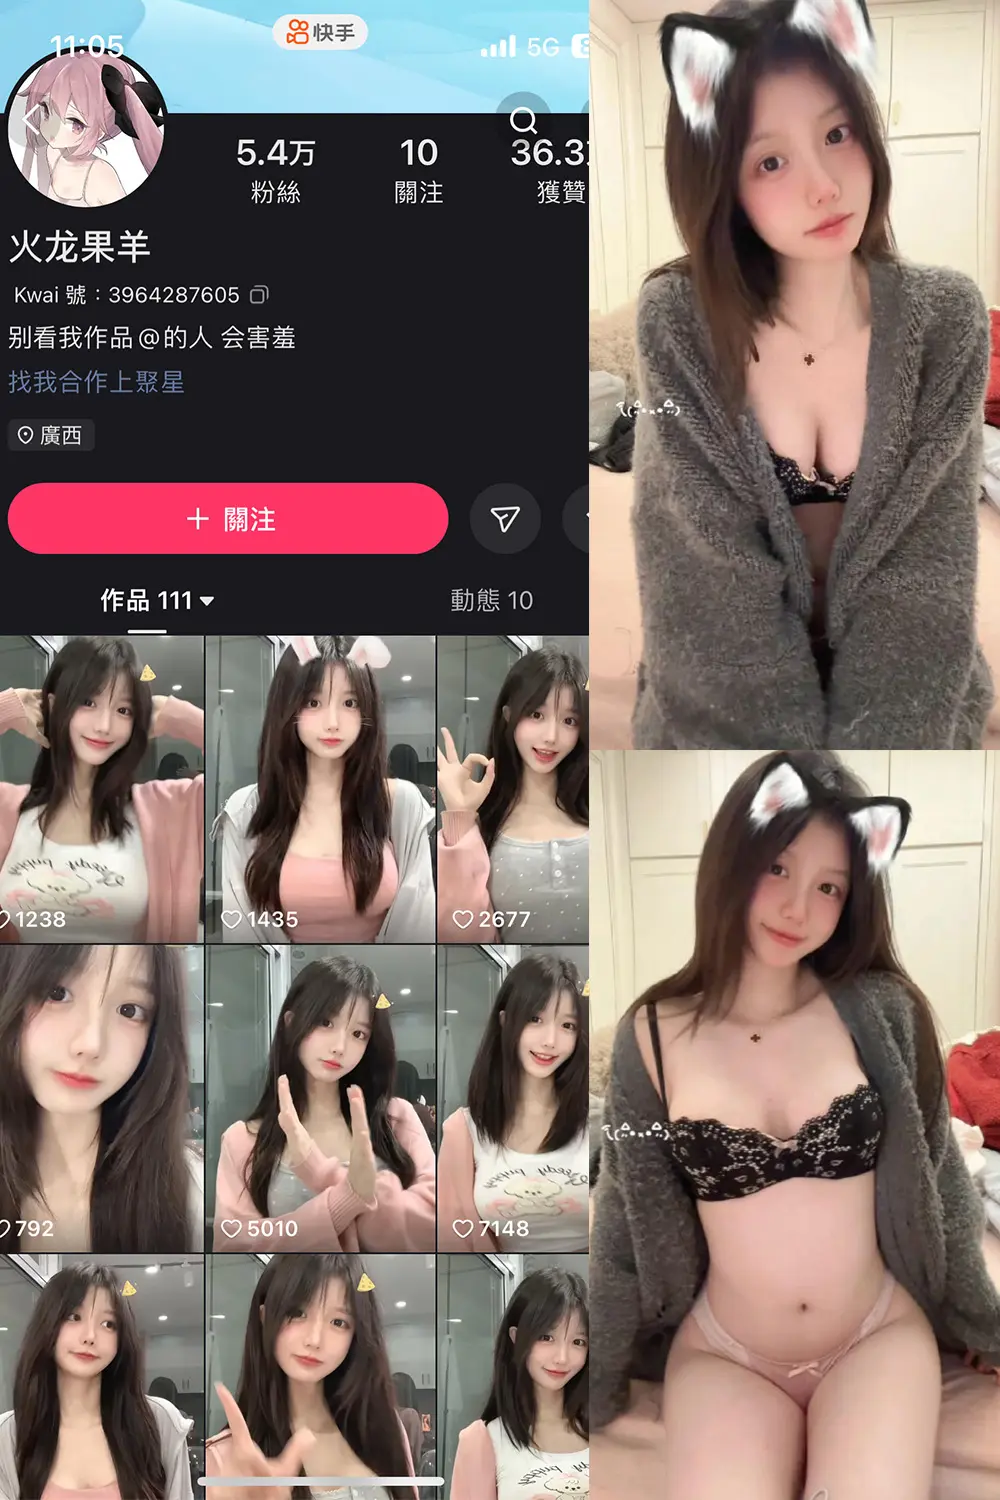 11:05
快手
5G
5.4万
10
36.3
粉絲
關注
獲贊
火龙果羊
Kwai 號：3964287605
别看我作品@的人 会害羞
找我合作上聚星
廣西
關注
作品 111
動態 10
1238
1435
2677
792
5010
7148